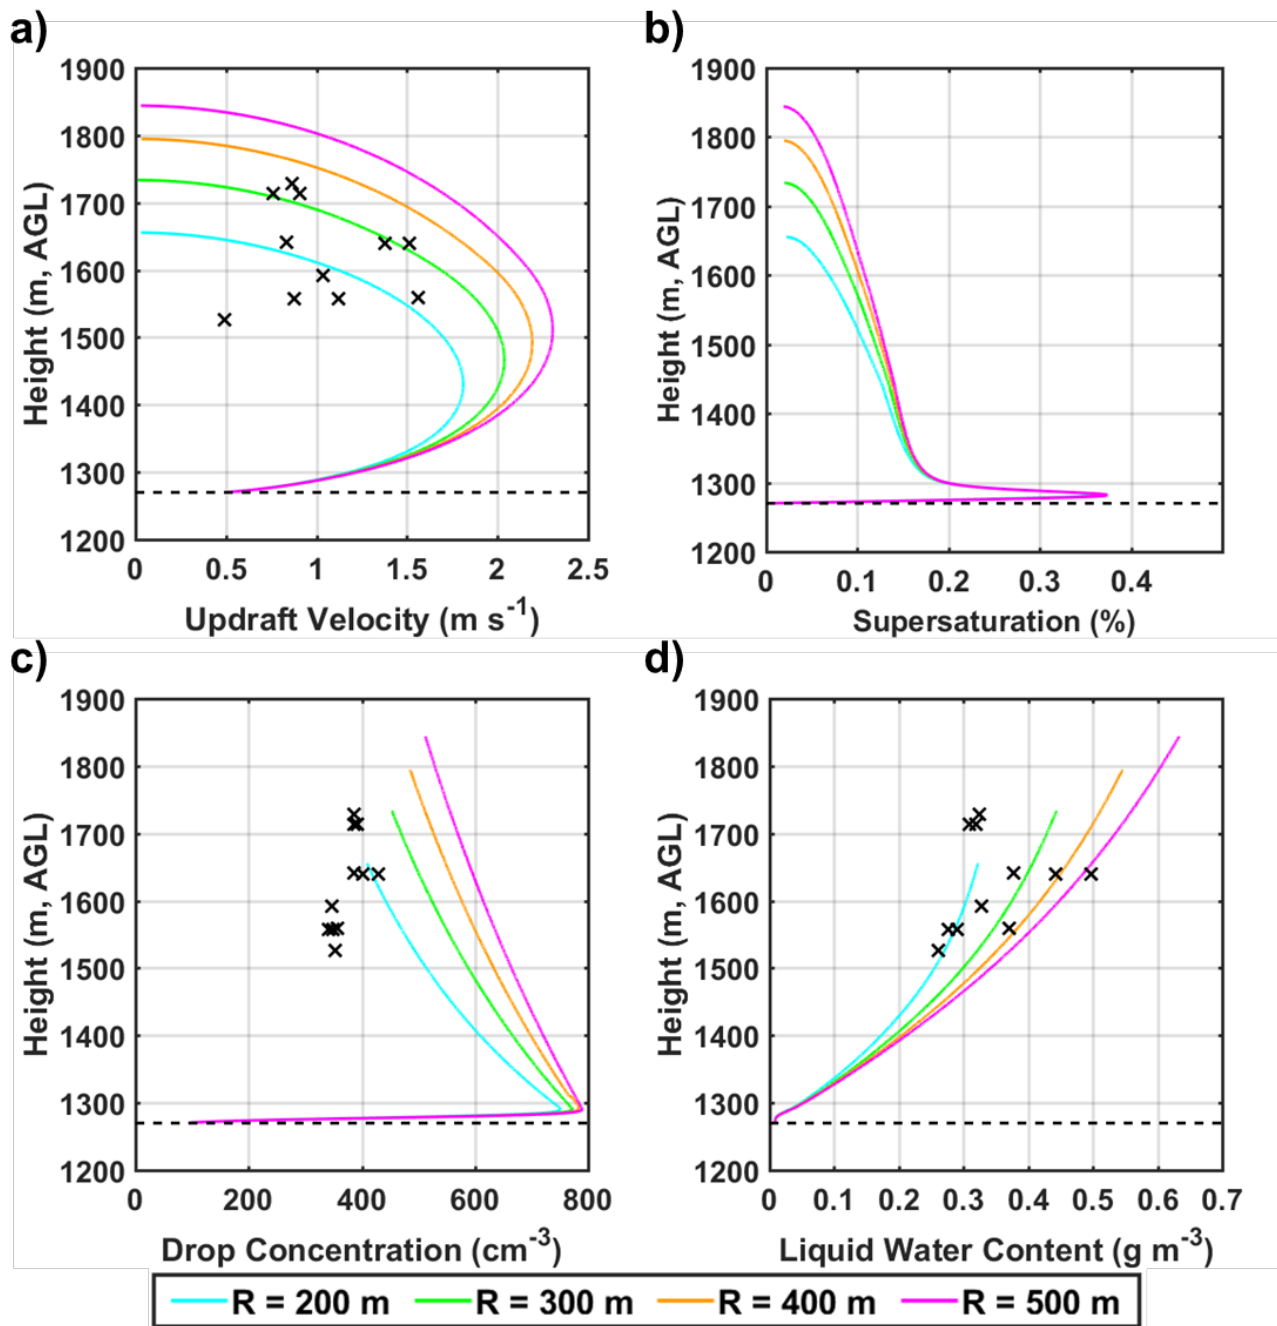 a)
1900
1800
1700
1600
1500
1400
1300
1200
Height (m, AGL)
0 0.5 1 1.5 2 2.5
Updraft Velocity (m s-1)
b)
1900
1800
1700
1600
1500
1400
1300
1200
Height (m, AGL)
0 0.1 0.2 0.3 0.4
Supersaturation (%)
c)
1900
1800
1700
1600
1500
1400
1300
1200
Height (m, AGL)
0 200 400 600 800
Drop Concentration (cm-3)
d)
1900
1800
1700
1600
1500
1400
1300
1200
Height (m, AGL)
0 0.1 0.2 0.3 0.4 0.5 0.6 0.7
Liquid Water Content (g m-3)
R = 200 m R = 300 m R = 400 m R = 500 m